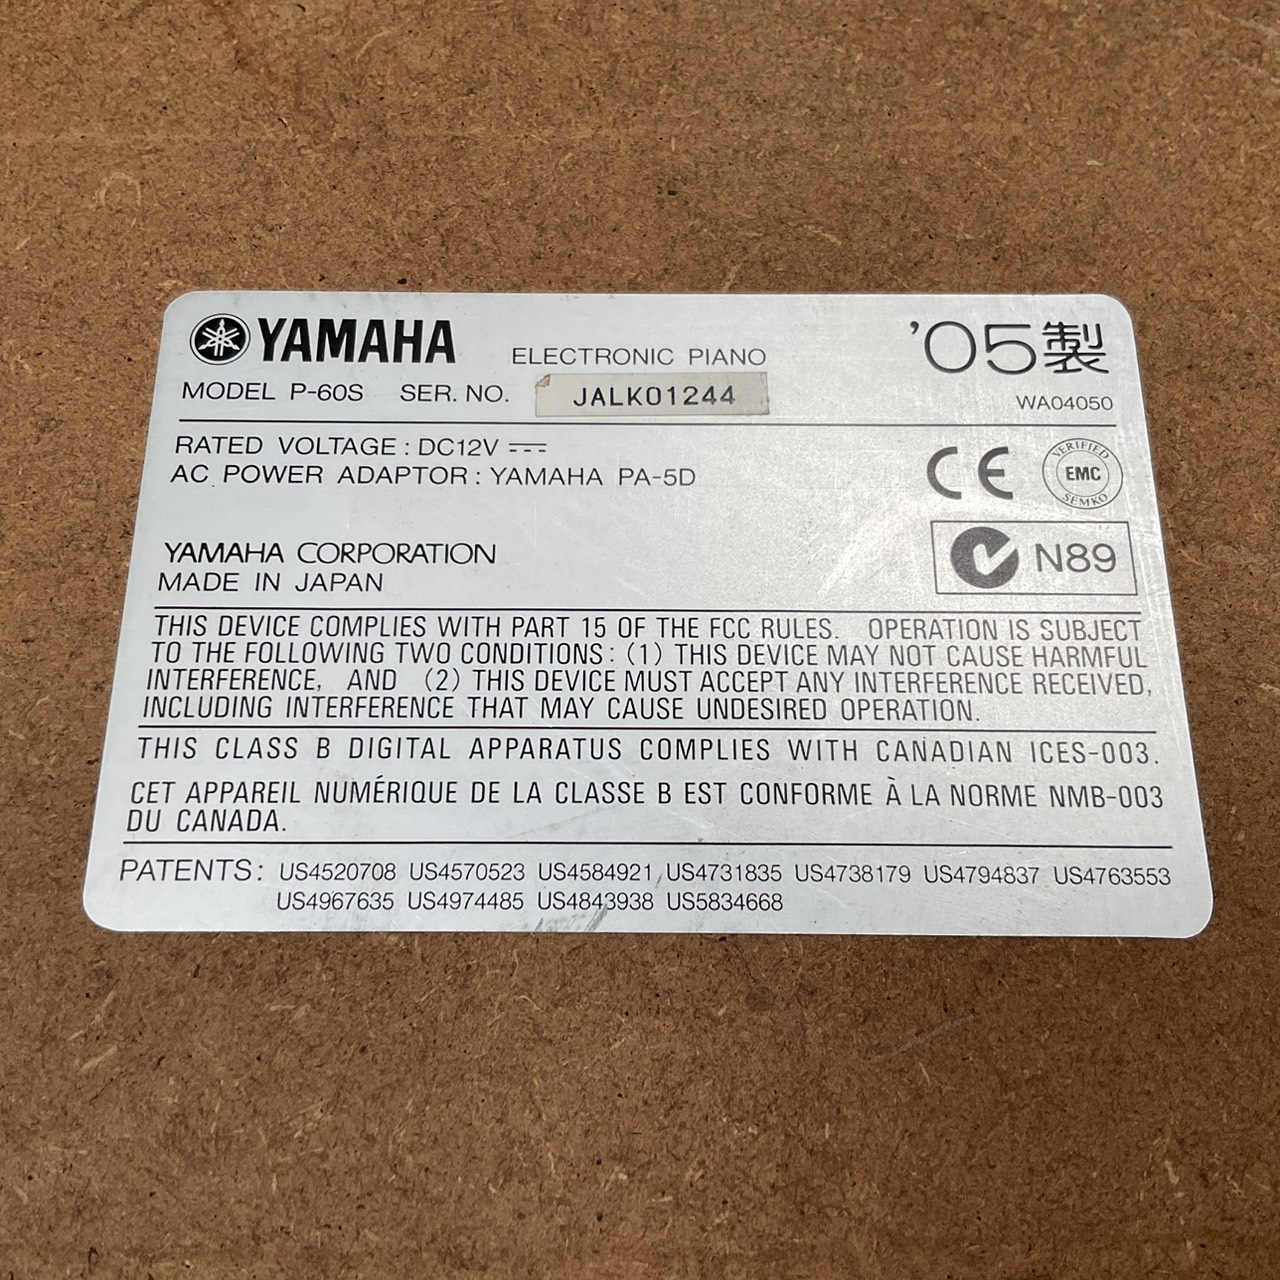 YAMAHA ELECTRONIC PIANO '05製
MODEL P-60S SER. NO. JALK01244 WA04050
RATED VOLTAGE : DC12V
AC POWER ADAPTOR : YAMAHA PA-5D
CE VERIFIED EMC SEMKO
YAMAHA CORPORATION N89
MADE IN JAPAN
THIS DEVICE COMPLIES WITH PART 15 OF THE FCC RULES. OPERATION IS SUBJECT
TO THE FOLLOWING TWO CONDITIONS : (1) THIS DEVICE MAY NOT CAUSE HARMFUL
INTERFERENCE, AND (2) THIS DEVICE MUST ACCEPT ANY INTERFERENCE RECEIVED,
INCLUDING INTERFERENCE THAT MAY CAUSE UNDESIRED OPERATION.
THIS CLASS B DIGITAL APPARATUS COMPLIES WITH CANADIAN ICES-003.
CET APPAREIL NUMÉRIQUE DE LA CLASSE B EST CONFORME À LA NORME NMB-003
DU CANADA.
PATENTS : US4520708 US4570523 US4584921 US4731835 US4738179 US4794837 US4763553
US4967635 US4974485 US4843938 US5834668